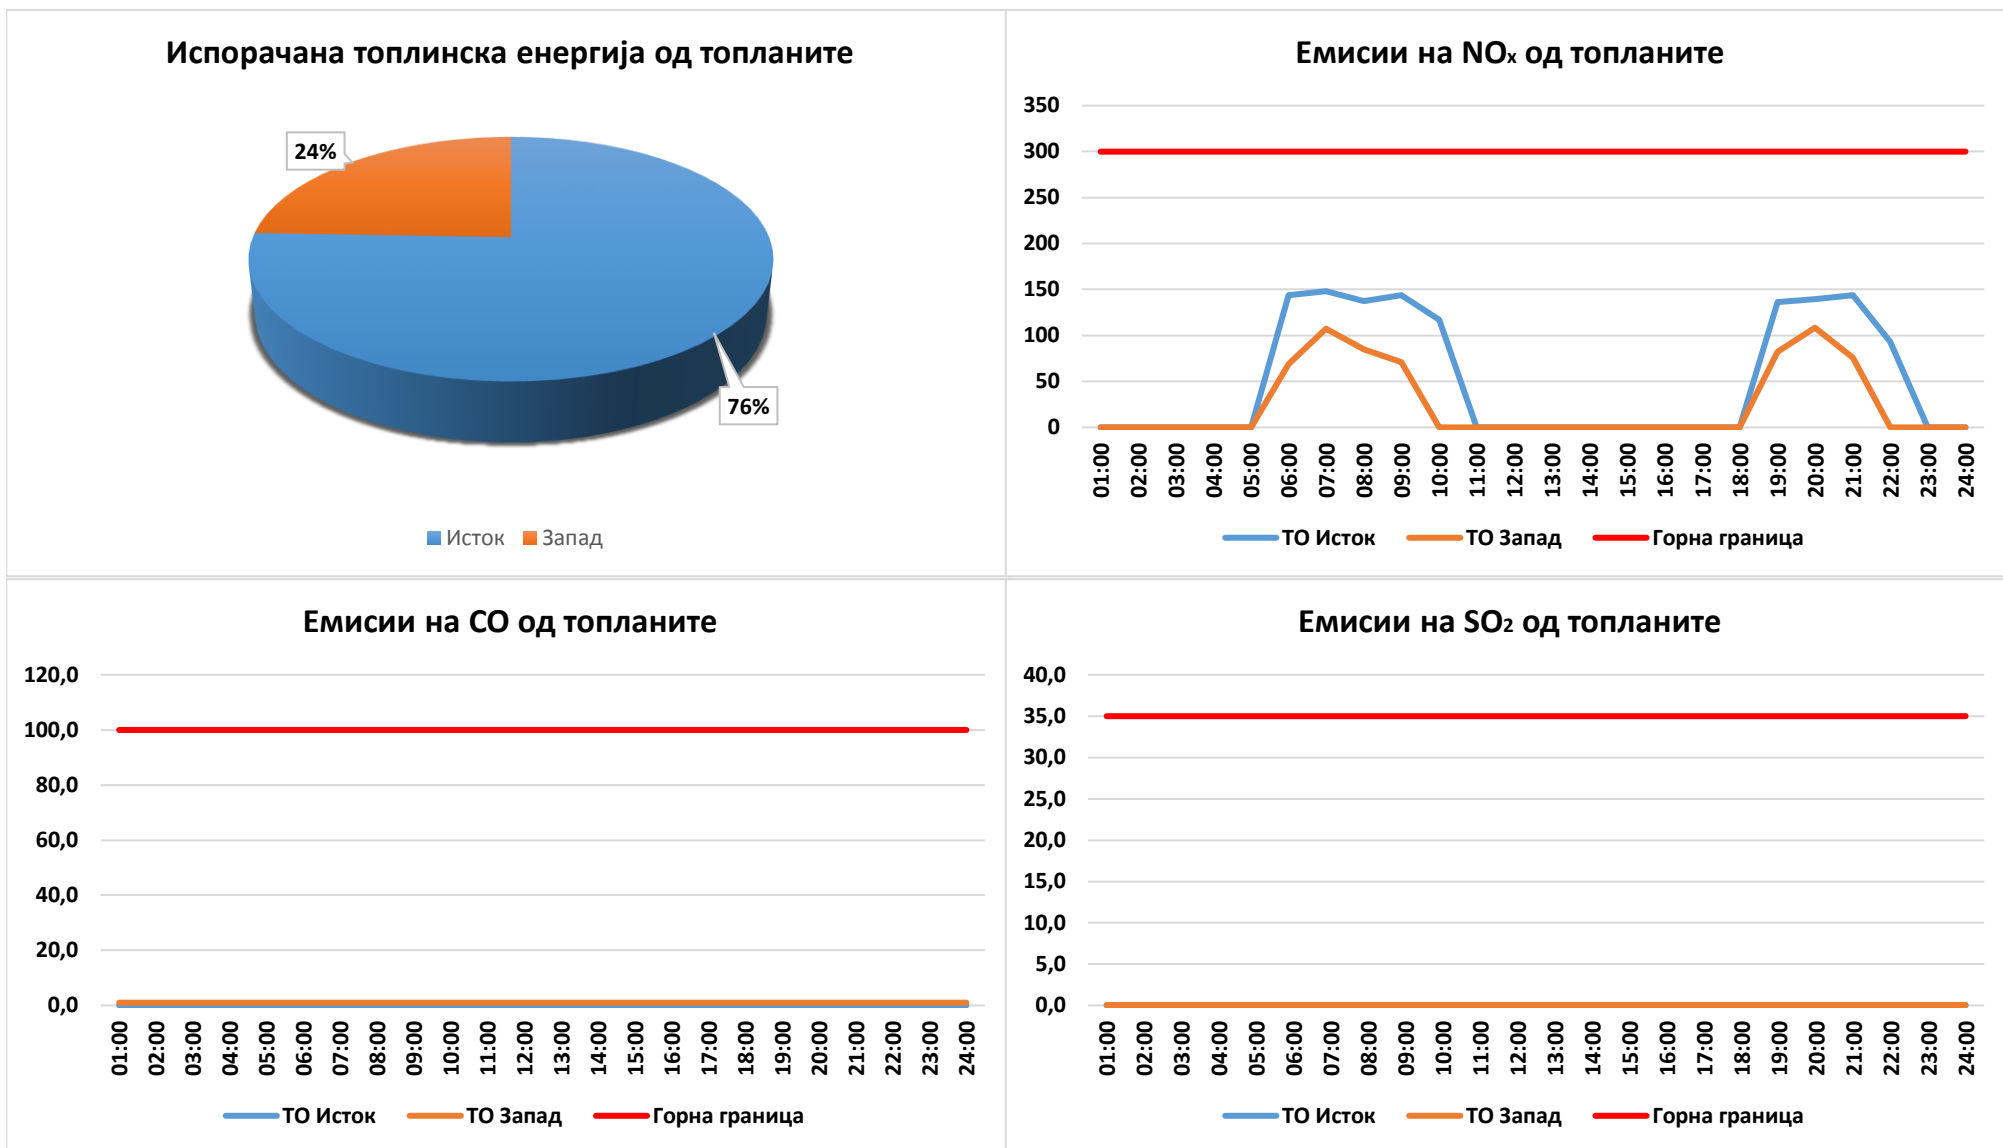 Испорачана топлинска енергија од топланите
24%
76%
Исток Запад
Емисии на NOₓ од топланите
350
300
250
200
150
100
50
0
01:00 02:00 03:00 04:00 05:00 06:00 07:00 08:00 09:00 10:00 11:00 12:00 13:00 14:00 15:00 16:00 17:00 18:00 19:00 20:00 21:00 22:00 23:00 24:00
ТО Исток ТО Запад Горна граница
Емисии на CO од топланите
120,0
100,0
80,0
60,0
40,0
20,0
0,0
01:00 02:00 03:00 04:00 05:00 06:00 07:00 08:00 09:00 10:00 11:00 12:00 13:00 14:00 15:00 16:00 17:00 18:00 19:00 20:00 21:00 22:00 23:00 24:00
ТО Исток ТО Запад Горна граница
Емисии на SO₂ од топланите
40,0
35,0
30,0
25,0
20,0
15,0
10,0
5,0
0,0
01:00 02:00 03:00 04:00 05:00 06:00 07:00 08:00 09:00 10:00 11:00 12:00 13:00 14:00 15:00 16:00 17:00 18:00 19:00 20:00 21:00 22:00 23:00 24:00
ТО Исток ТО Запад Горна граница